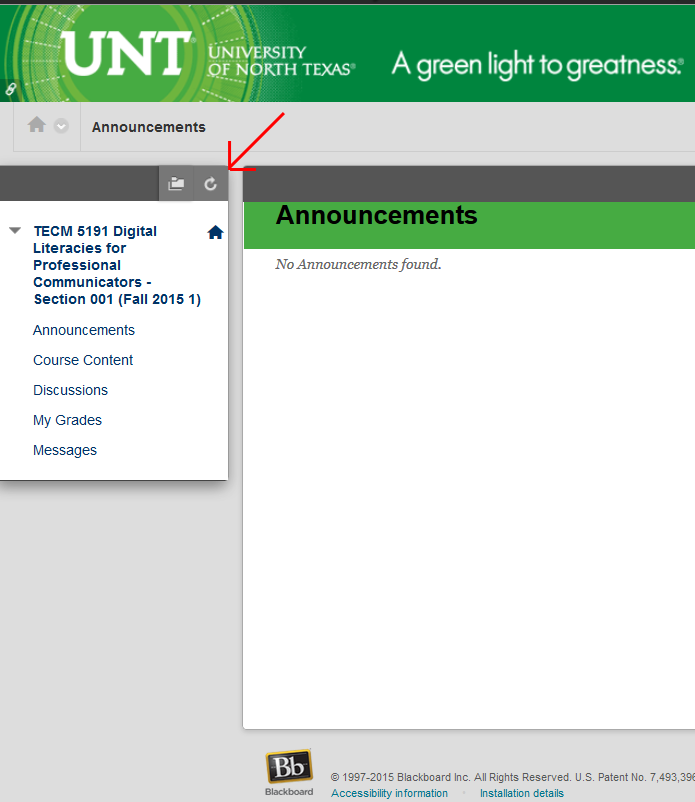 UNT UNIVERSITY
OF NORTH TEXAS®
A green light to greatness.®
Announcements
TECM 5191 Digital
Literacies for
Professional
Communicators -
Section 001 (Fall 2015 1)
Announcements
Course Content
Discussions
My Grades
Messages
Announcements
No Announcements found.
Bb
Blackboard
© 1997-2015 Blackboard Inc. All Rights Reserved. U.S. Patent No. 7,493,396
Accessibility information
Installation details